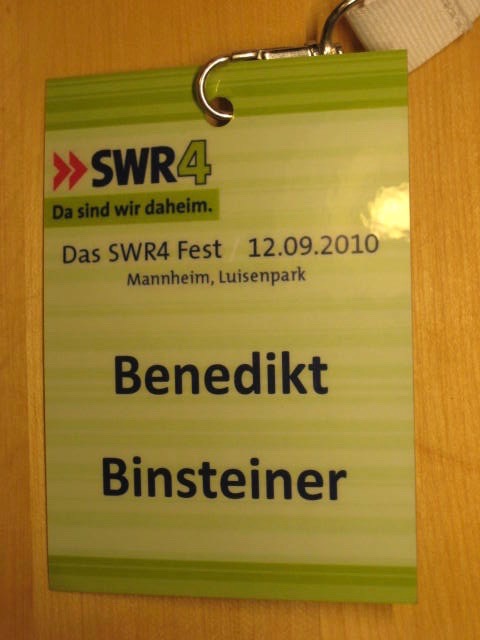 SWR4
Da sind wir daheim.
Das SWR4 Fest / 12.09.2010
Mannheim, Luisenpark
Benedikt
Binsteiner